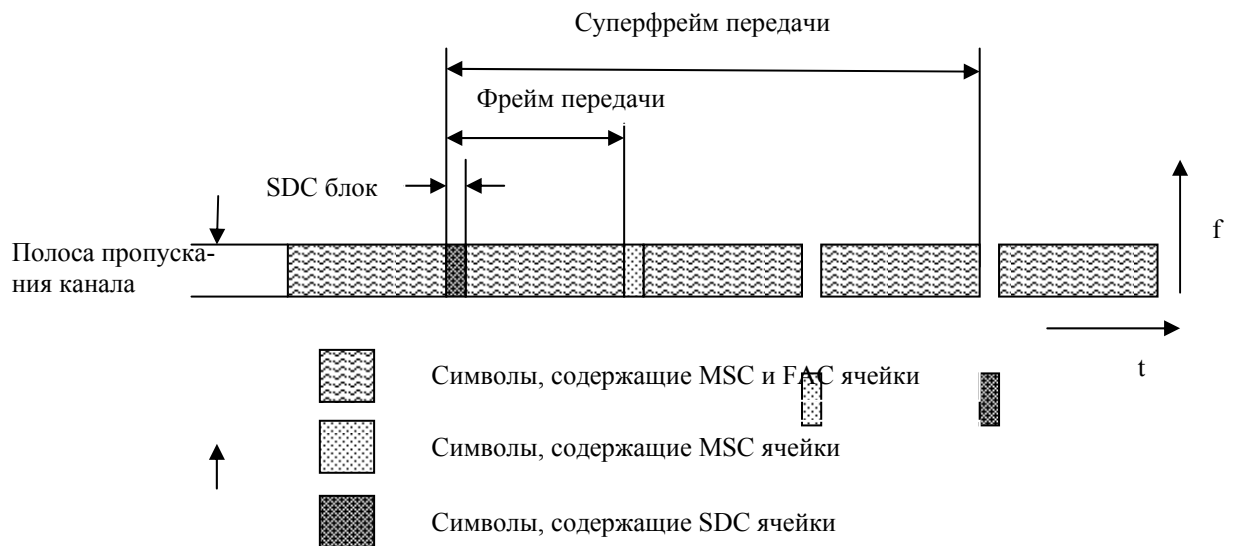 Суперфрейм передачи
Фрейм передачи
SDC блок
Полоса пропуска-
ния канала
f
t
Символы, содержащие MSC и FAC ячейки
Символы, содержащие MSC ячейки
Символы, содержащие SDC ячейки